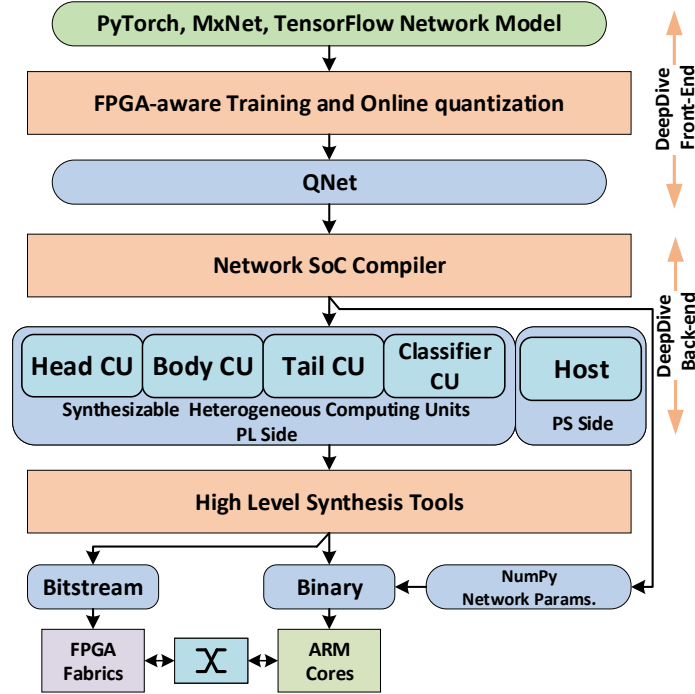 PyTorch, MxNet, TensorFlow Network Model
FPGA-aware Training and Online quantization
QNet
DeepDive
Front-End
Network SoC Compiler
Head CU
Body CU
Tail CU
Classifier
CU
Host
Synthesizable Heterogeneous Computing Units
PL Side
PS Side
DeepDive
Back-end
High Level Synthesis Tools
Bitstream
Binary
NumPy
Network Params.
FPGA
Fabrics
ARM
Cores